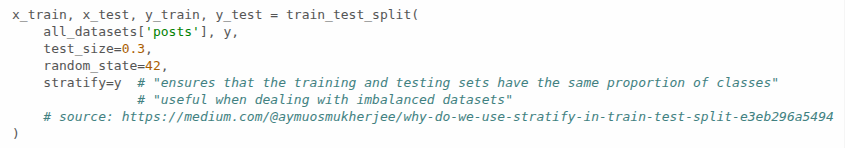 x_train, x_test, y_train, y_test = train_test_split(
    all_datasets['posts'], y,
    test_size=0.3,
    random_state=42,
    stratify=y  # "ensures that the training and testing sets have the same proportion of classes"
                # "useful when dealing with imbalanced datasets"
    # source: https://medium.com/@aymuosmukherjee/why-do-we-use-stratify-in-train-test-split-e3eb296a5494
)